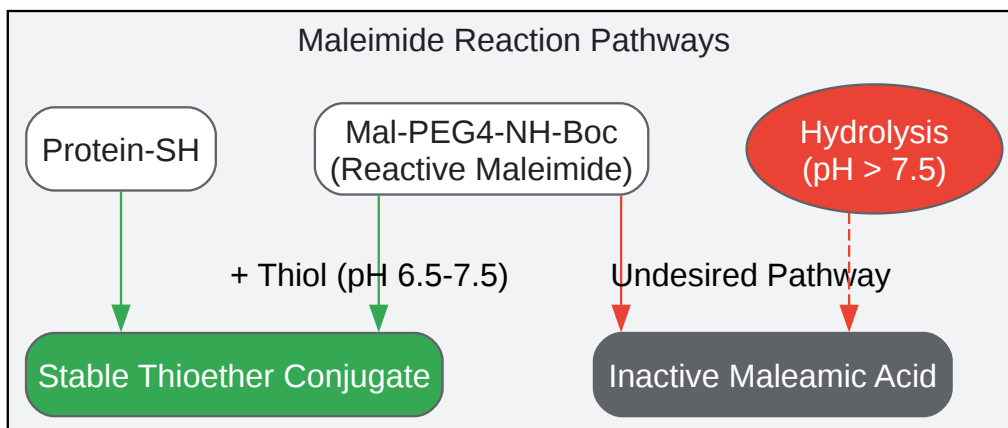 Maleimide Reaction Pathways
Protein-SH
Mal-PEG4-NH-Boc
(Reactive Maleimide)
Hydrolysis
(pH > 7.5)
+ Thiol (pH 6.5-7.5)
Undesired Pathway
Stable Thioether Conjugate
Inactive Maleamic Acid